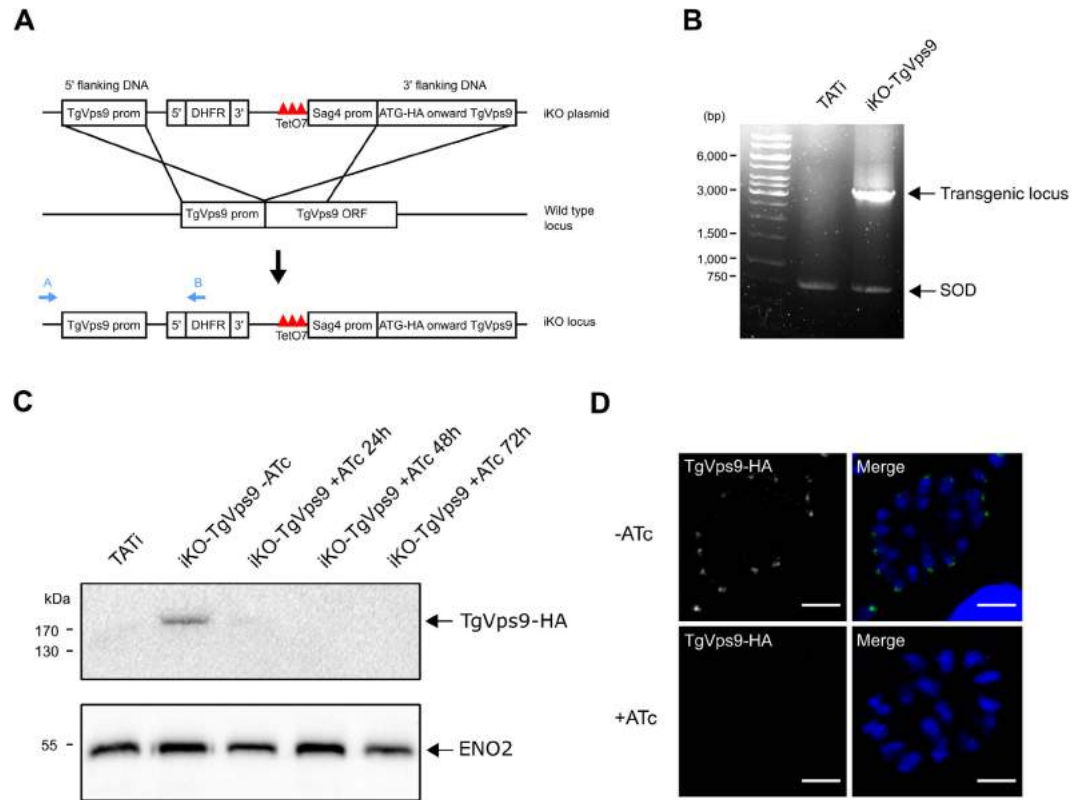 A
5' flanking DNA
3' flanking DNA
TgVps9 prom
5'
DHFR
3'
TetO7
Sag4 prom
ATG-HA onward TgVps9
iKO plasmid
TgVps9 prom
TgVps9 ORF
Wild type
locus
A
B
TgVps9 prom
5'
DHFR
3'
TetO7
Sag4 prom
ATG-HA onward TgVps9
iKO locus
B
TATi
iKO-TgVps9
(bp)
6,000
3,000
1,500
1,000
750
Transgenic locus
SOD
C
TATi
iKO-TgVps9 -ATc
iKO-TgVps9 +ATc 24h
iKO-TgVps9 +ATc 48h
iKO-TgVps9 +ATc 72h
kDa
170
130
TgVps9-HA
55
ENO2
D
TgVps9-HA
Merge
-ATc
TgVps9-HA
Merge
+ATc